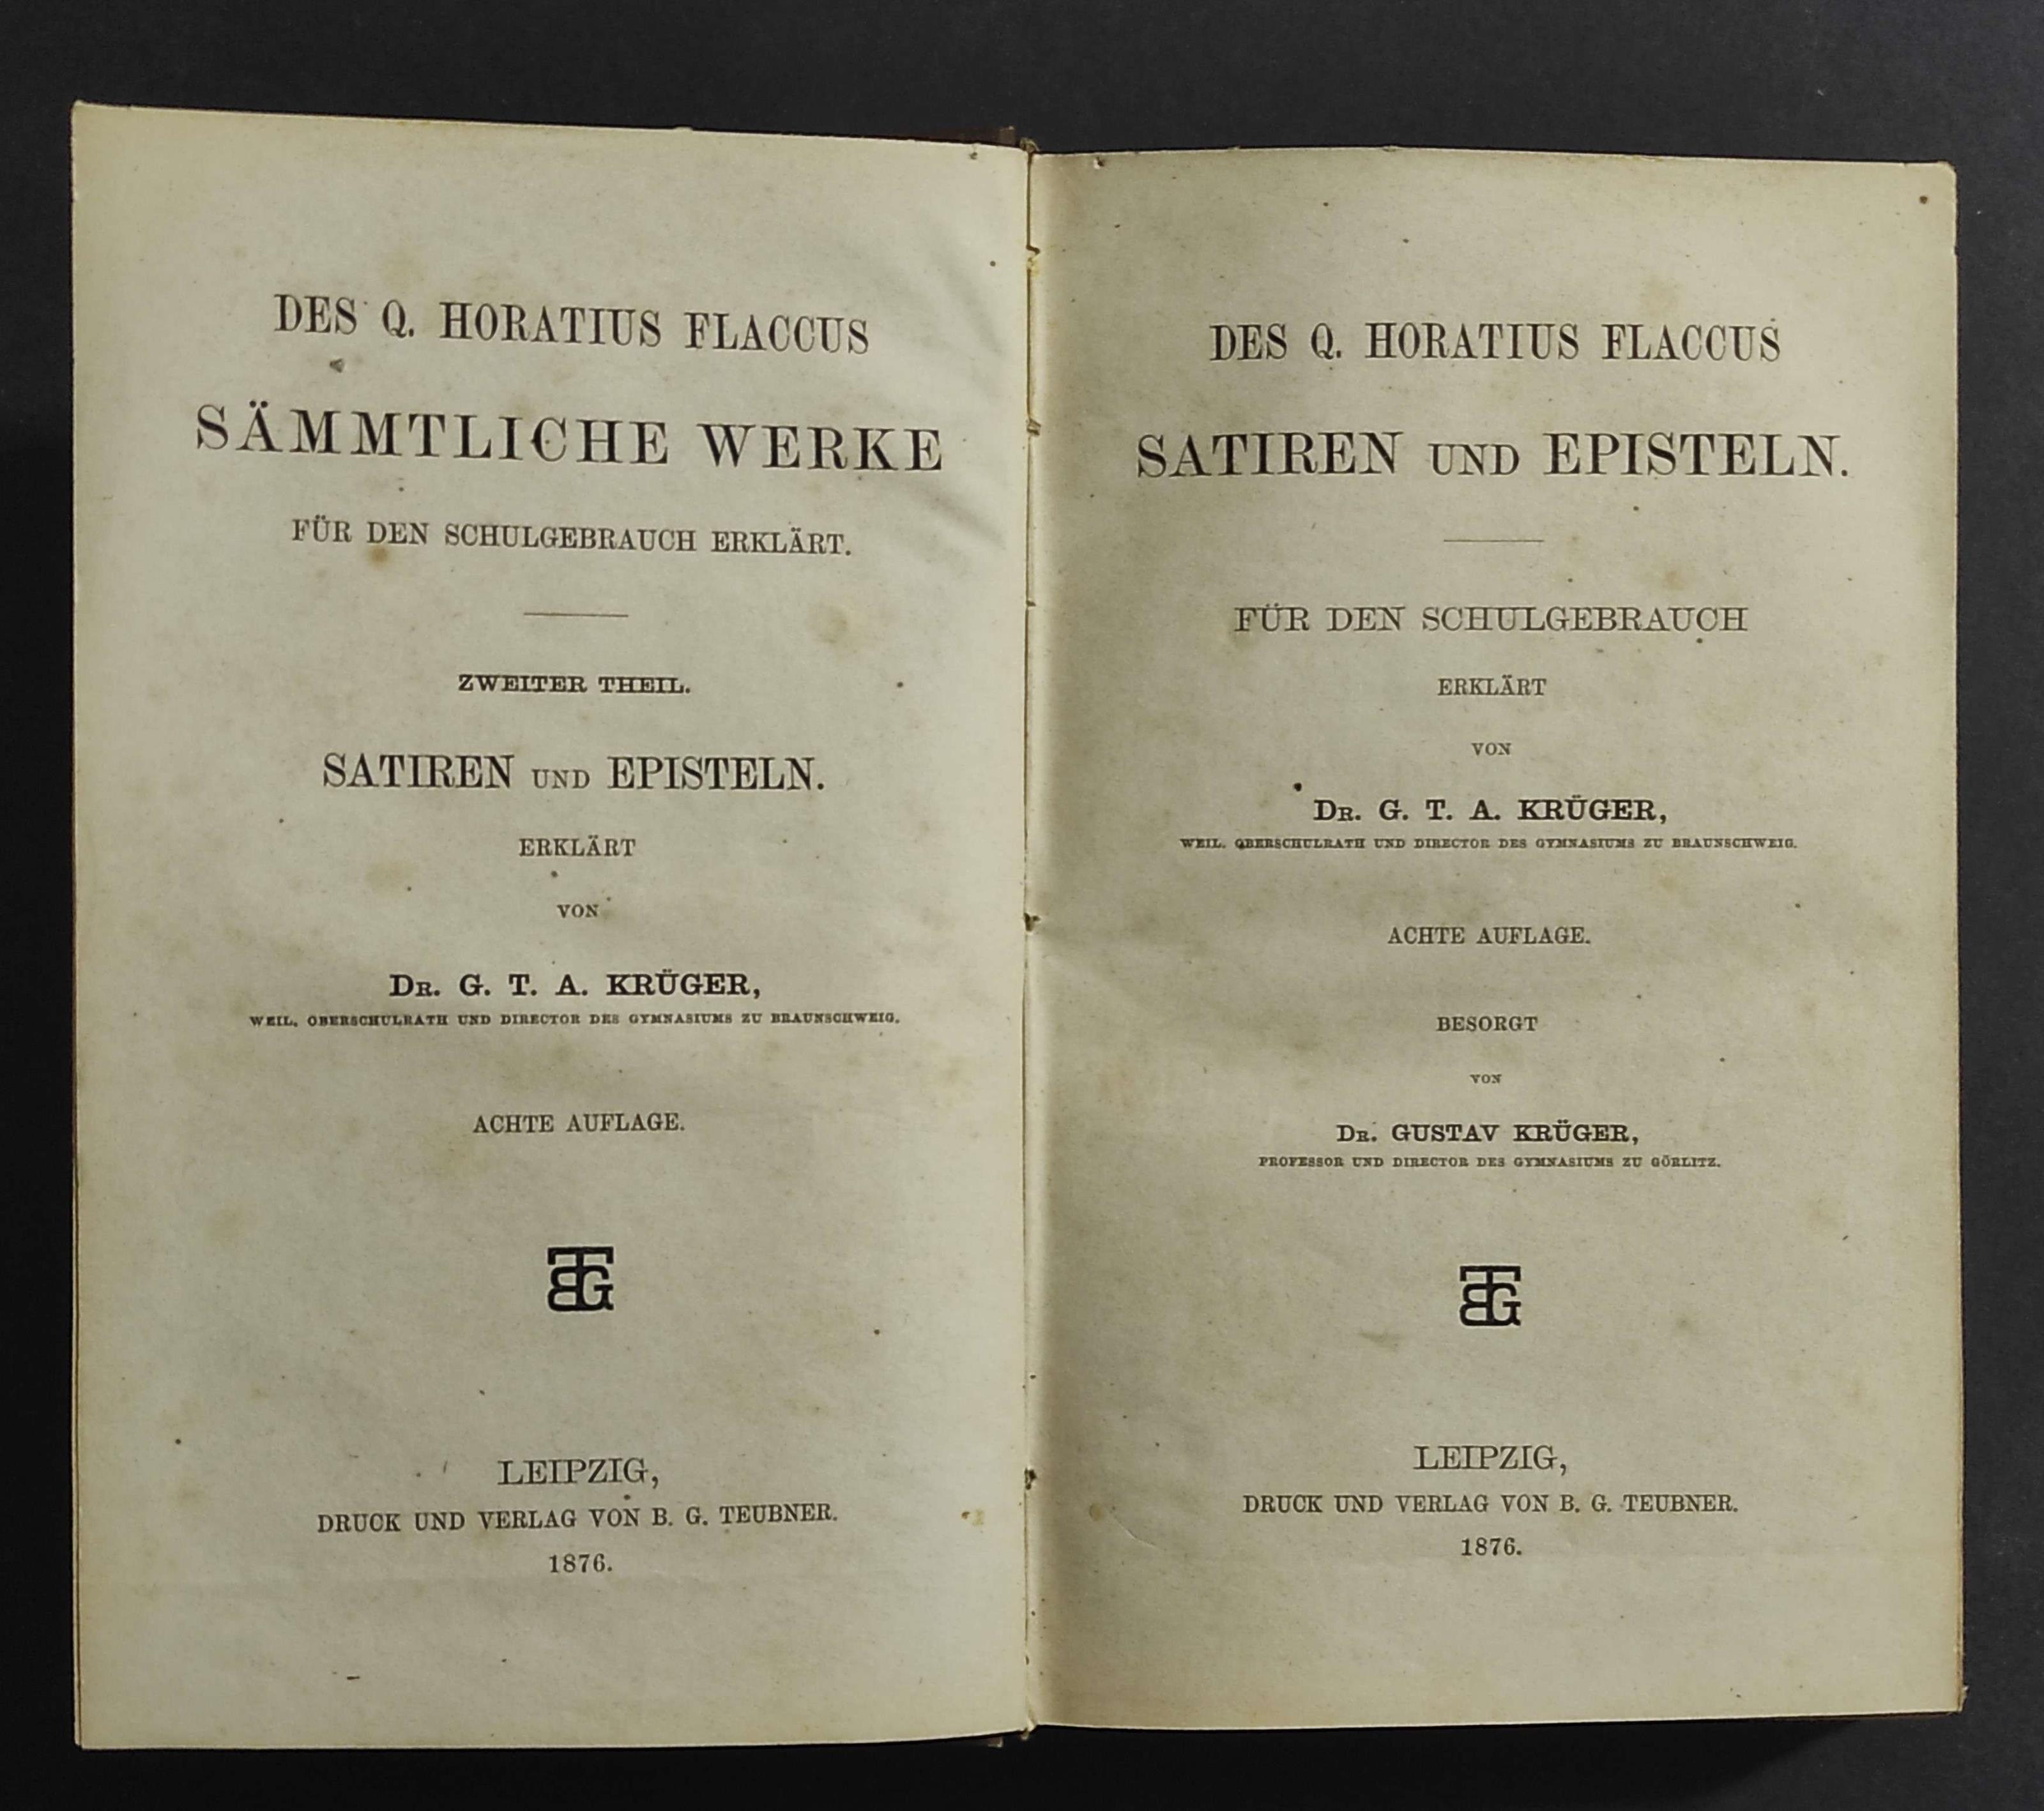 DES Q. HORATIUS FLACCUS
SÄMMTLICHE WERKE
FÜR DEN SCHULGEBRAUCH ERKLÄRT.
ZWEITER THEIL.
SATIREN UND EPISTELN.
ERKLÄRT
VON
DR. G. T. A. KRÜGER,
WEIL. OBERSCHULRATH UND DIRECTOR DES GYMNASIUMS ZU BRAUNSCHWEIG.
ACHTE AUFLAGE.
BTG
LEIPZIG,
DRUCK UND VERLAG VON B. G. TEUBNER.
1876.
DES Q. HORATIUS FLACCUS
SATIREN UND EPISTELN.
FÜR DEN SCHULGEBRAUCH
ERKLÄRT
VON
DR. G. T. A. KRÜGER,
WEIL. OBERSCHULRATH UND DIRECTOR DES GYMNASIUMS ZU BRAUNSCHWEIG.
ACHTE AUFLAGE.
BESORGT
VON
DR. GUSTAV KRÜGER,
PROFESSOR UND DIRECTOR DES GYMNASIUMS ZU GÖRLITZ.
BTG
LEIPZIG,
DRUCK UND VERLAG VON B. G. TEUBNER.
1876.